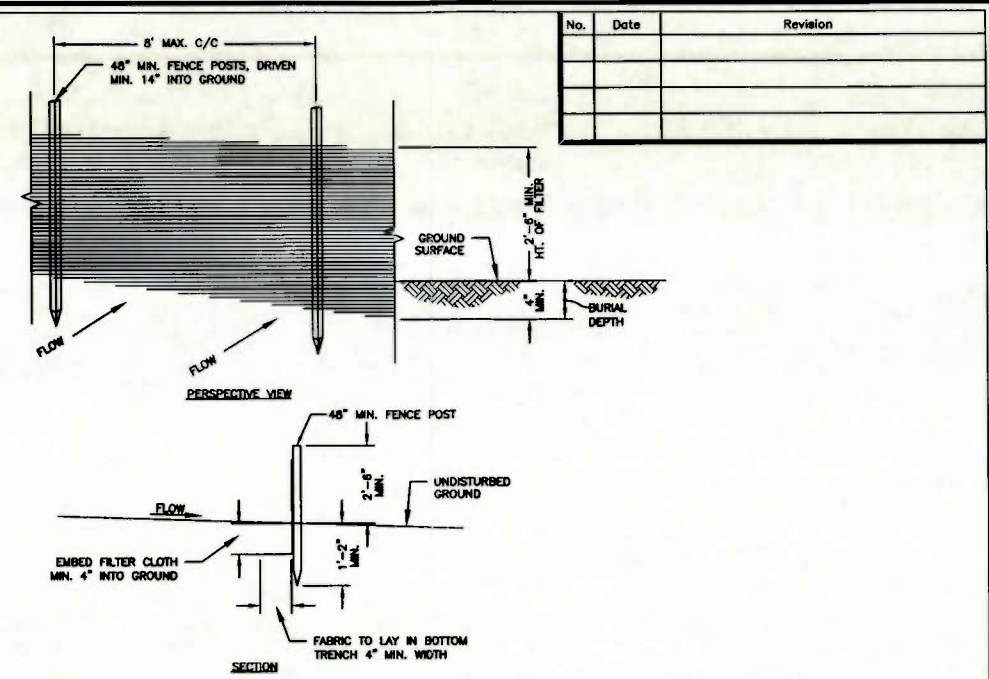 No. Date Revision
8' MAX. C/C
48" MIN. FENCE POSTS, DRIVEN
MIN. 14" INTO GROUND
2'-6" MIN.
HT. OF FILTER
GROUND
SURFACE
4"
MIN.
BURIAL
DEPTH
FLOW
FLOW
PERSPECTIVE VIEW
48" MIN. FENCE POST
2'-6"
MIN.
UNDISTURBED
GROUND
FLOW
1'-2"
MIN.
EMBED FILTER CLOTH
MIN. 4" INTO GROUND
FABRIC TO LAY IN BOTTOM
TRENCH 4" MIN. WIDTH
SECTION